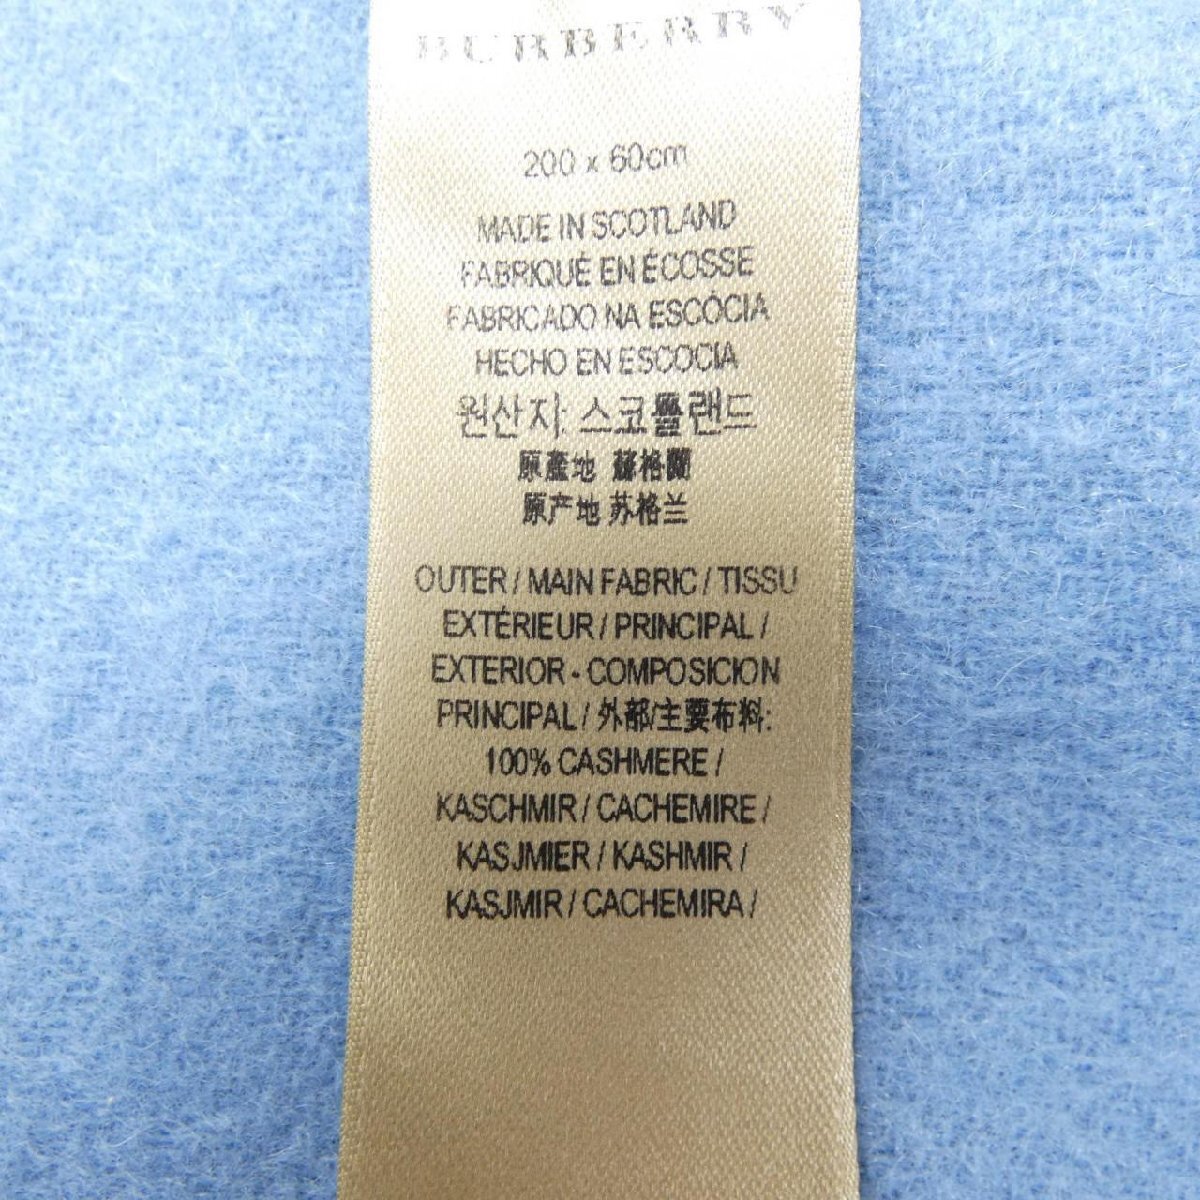 BURBERRY
200 x 60cm
MADE IN SCOTLAND
FABRIQUÉ EN ÉCOSSE
FABRICADO NA ESCÓCIA
HECHO EN ESCOCIA
원산지: 스코틀랜드
原產地 蘇格蘭
原产地 苏格兰
OUTER / MAIN FABRIC / TISSU
EXTÉRIEUR / PRINCIPAL /
EXTERIOR - COMPOSICION
PRINCIPAL / 外部/主要布料:
100% CASHMERE /
KASCHMIR / CACHEMIRE /
KASJMIER / KASHMIR /
KASJMIR / CACHEMIRA /